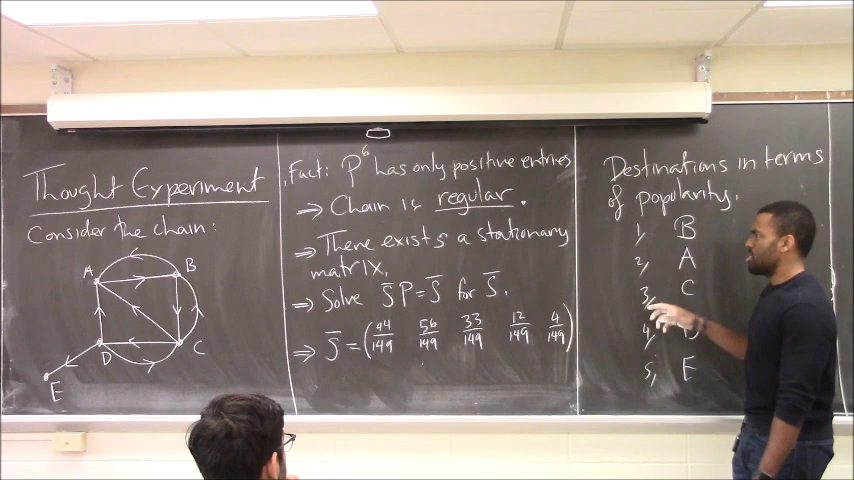 Thought Experiment
Consider the chain:
A
B
C
D
E
Fact: P^6 has only positive entries
⇒ Chain is regular.
⇒ There exists a stationary
matrix.
⇒ Solve S̅P = S̅ for S̅.
⇒ S̅ = (44/149 56/149 33/149 12/149 4/149)
Destinations in terms
of popularity.
1, B
2, A
3, C
4, D
5, E